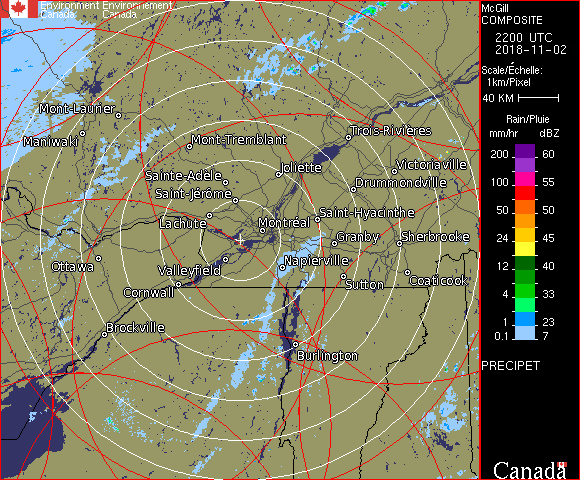 Environment Environnement
Canada Canada
McGill
COMPOSITE
2200 UTC
2018-11-02
Scale/Échelle:
1km/Pixel
40 KM
Rain/Pluie
mm/hr dBZ
200 60
100 55
50 50
24 45
12 40
4 33
1 23
0.1 7
PRECIPET
Canada
Mont-Laurier
Maniwaki
Mont-Tremblant
Trois-Rivières
Sainte-Adèle
Joliette
Victoriaville
Saint-Jérôme
Drummondville
Lachute
Montréal
Saint-Hyacinthe
Granby
Sherbrooke
Ottawa
Valleyfield
Napierville
Cornwall
Sutton
Coaticook
Brockville
Burlington